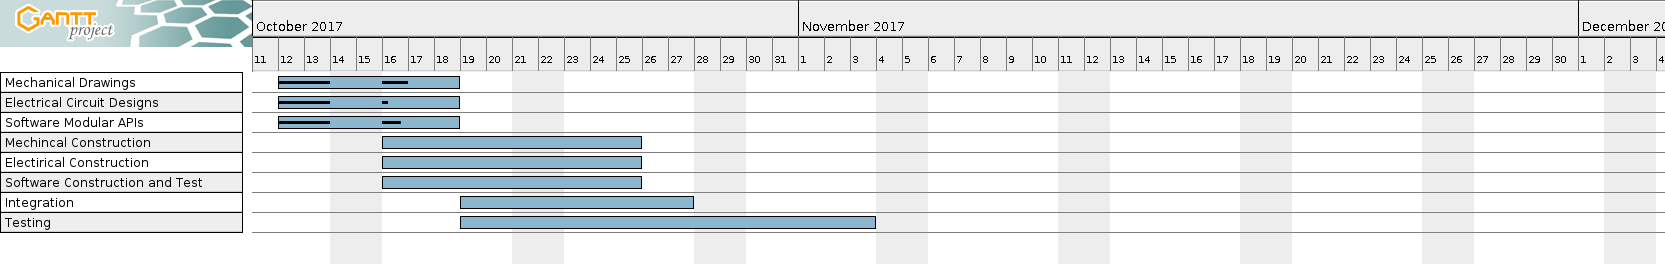 GANTT
project
October 2017 November 2017 December 20
11 12 13 14 15 16 17 18 19 20 21 22 23 24 25 26 27 28 29 30 31 1 2 3 4 5 6 7 8 9 10 11 12 13 14 15 16 17 18 19 20 21 22 23 24 25 26 27 28 29 30 1 2 3 4
Mechanical Drawings
Electrical Circuit Designs
Software Modular APIs
Mechincal Construction
Electirical Construction
Software Construction and Test
Integration
Testing